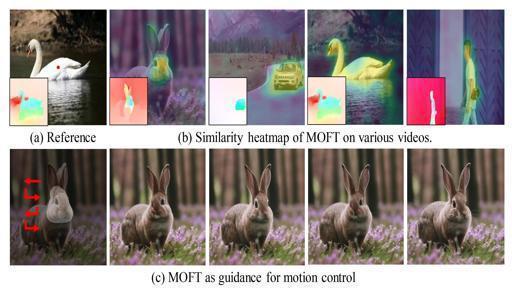 (a) Reference
(b) Similarity heatmap of MOFT on various videos.
(c) MOFT as guidance for motion control